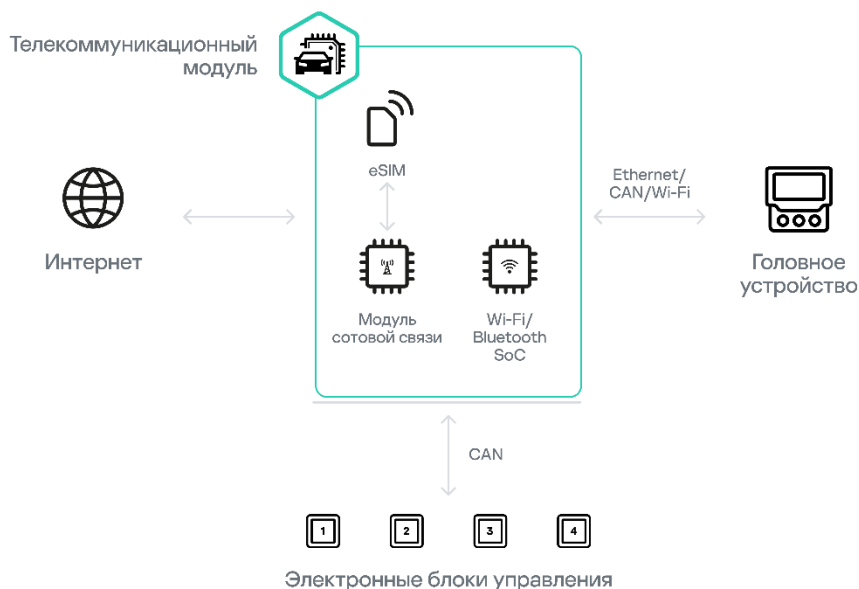 Телекоммуникационный
модуль
eSIM
Ethernet/
CAN/Wi-Fi
Интернет
Головное
устройство
Модуль
сотовой связи
Wi-Fi/
Bluetooth
SoC
CAN
1
2
3
4
Электронные блоки управления